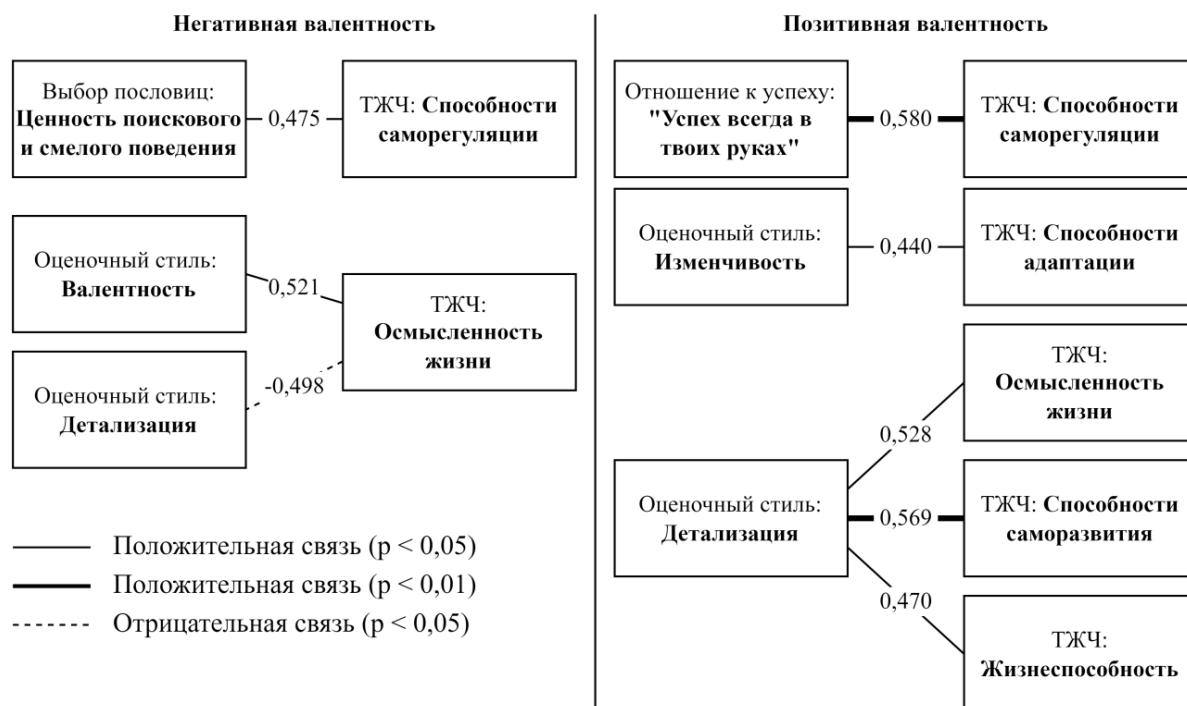 Негативная валентность
Выбор пословиц:
Ценность поискового
и смелого поведения
0,475
ТЖЧ: Способности
саморегуляции
Оценочный стиль:
Валентность
0,521
ТЖЧ:
Осмысленность
жизни
-0,498
Оценочный стиль:
Детализация
Положительная связь (p < 0,05)
Положительная связь (p < 0,01)
Отрицательная связь (p < 0,05)
Позитивная валентность
Отношение к успеху:
"Успех всегда в
твоих руках"
0,580
ТЖЧ: Способности
саморегуляции
Оценочный стиль:
Изменчивость
0,440
ТЖЧ: Способности
адаптации
Оценочный стиль:
Детализация
0,528
ТЖЧ:
Осмысленность
жизни
0,569
ТЖЧ: Способности
саморазвития
0,470
ТЖЧ:
Жизнеспособность